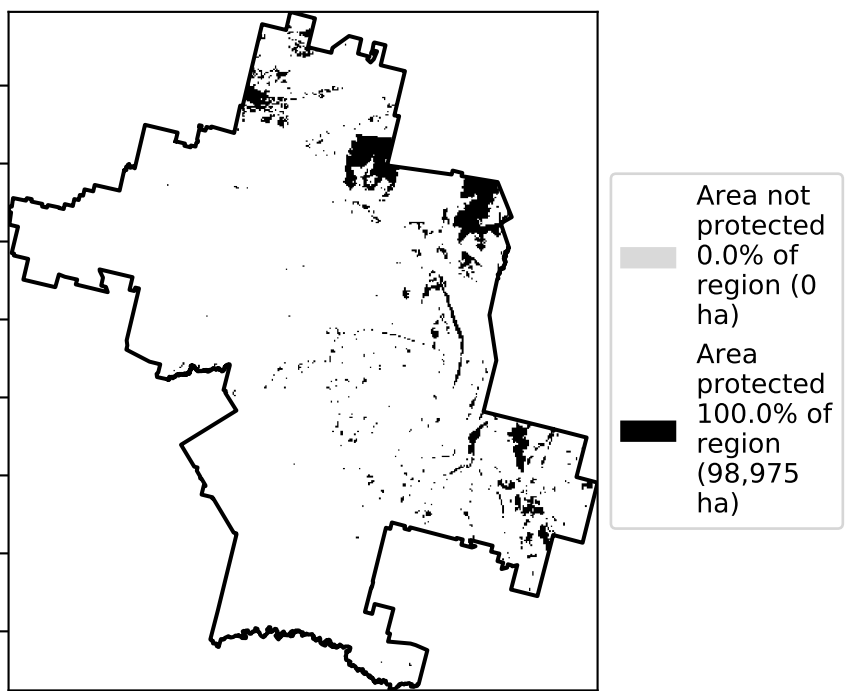 Area not
protected
0.0% of
region (0
ha)
Area
protected
100.0% of
region
(98,975
ha)